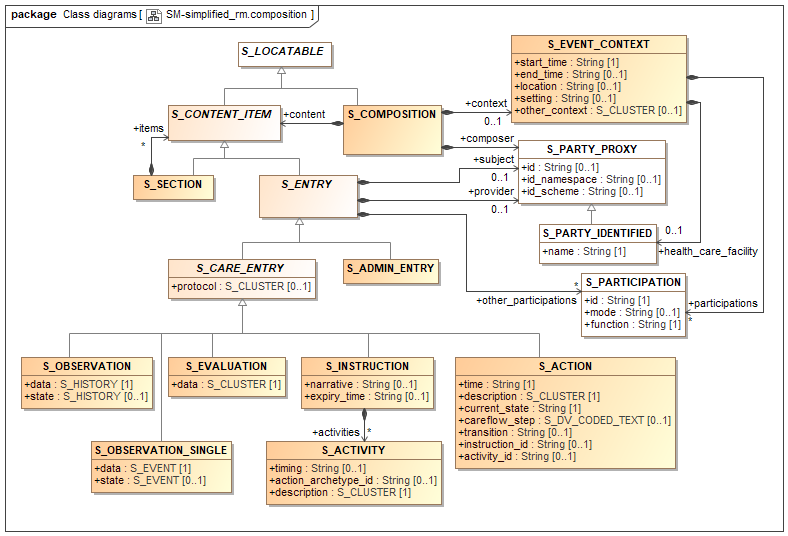 package Class diagrams [ SM-simplified_rm.composition ]
S_LOCATABLE
S_EVENT_CONTEXT
+start_time : String [1]
+end_time : String [0..1]
+location : String [0..1]
+setting : String [0..1]
+other_context : S_CLUSTER [0..1]
S_CONTENT_ITEM
+content
S_COMPOSITION
+context
0..1
+composer
+items
*
S_SECTION
S_ENTRY
+subject
0..1
+provider
0..1
S_PARTY_PROXY
+id : String [0..1]
+id_namespace : String [0..1]
+id_scheme : String [0..1]
S_PARTY_IDENTIFIED
+name : String [1]
0..1
+health_care_facility
S_CARE_ENTRY
+protocol : S_CLUSTER [0..1]
S_ADMIN_ENTRY
*
+other_participations
S_PARTICIPATION
+id : String [1]
+mode : String [0..1]
+function : String [1]
+participations
*
S_OBSERVATION
+data : S_HISTORY [1]
+state : S_HISTORY [0..1]
S_EVALUATION
+data : S_CLUSTER [1]
S_INSTRUCTION
+narrative : String [0..1]
+expiry_time : String [0..1]
S_ACTION
+time : String [1]
+description : S_CLUSTER [1]
+current_state : String [1]
+careflow_step : S_DV_CODED_TEXT [0..1]
+transition : String [0..1]
+instruction_id : String [0..1]
+activity_id : String [0..1]
+activities
*
S_OBSERVATION_SINGLE
+data : S_EVENT [1]
+state : S_EVENT [0..1]
S_ACTIVITY
+timing : String [0..1]
+action_archetype_id : String [0..1]
+description : S_CLUSTER [1]